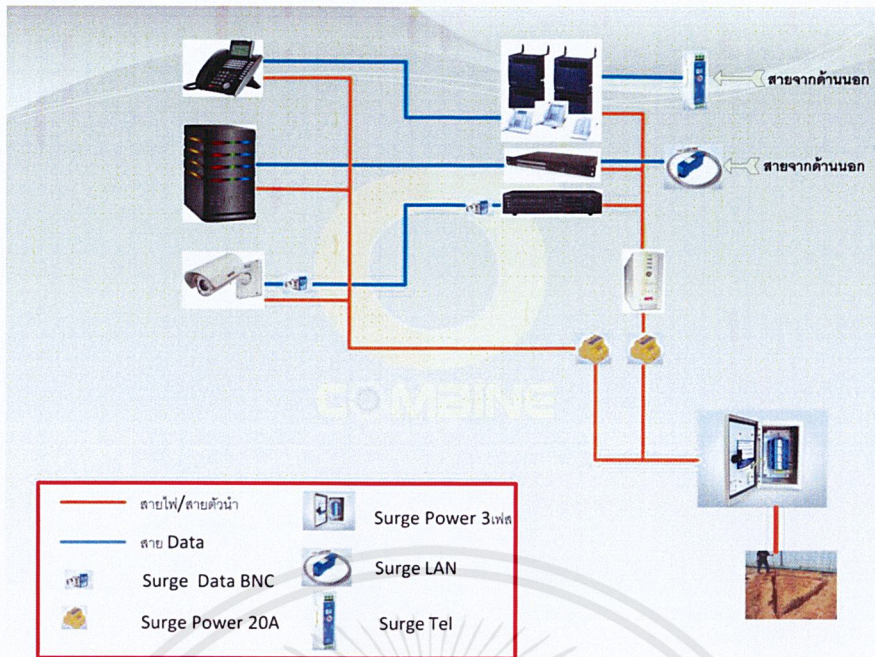 สายจากด้านนอก
สายจากด้านนอก
COMBINE
สายไฟ/สายตัวนำ
สาย Data
Surge Data BNC
Surge Power 20A
Surge Power 3เฟส
Surge LAN
Surge Tel